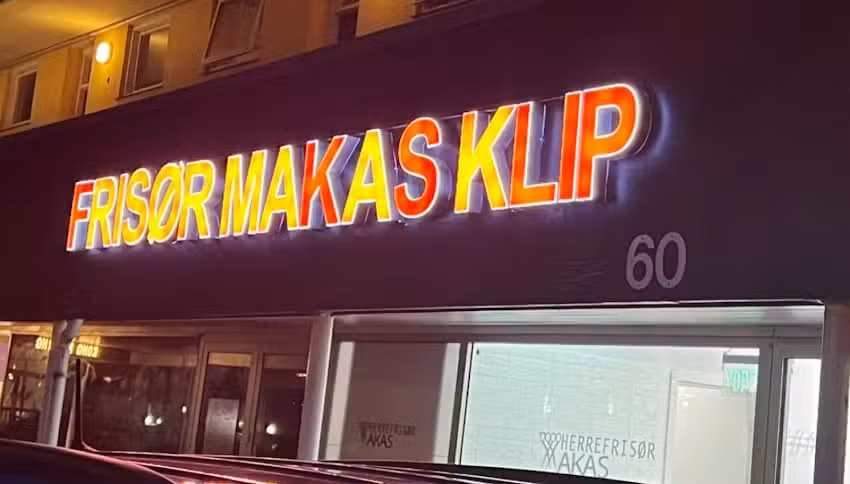 FRISØR MAKAS KLIP
60
HERREFRISØR
AKAS
HERREFRISØR
AKAS